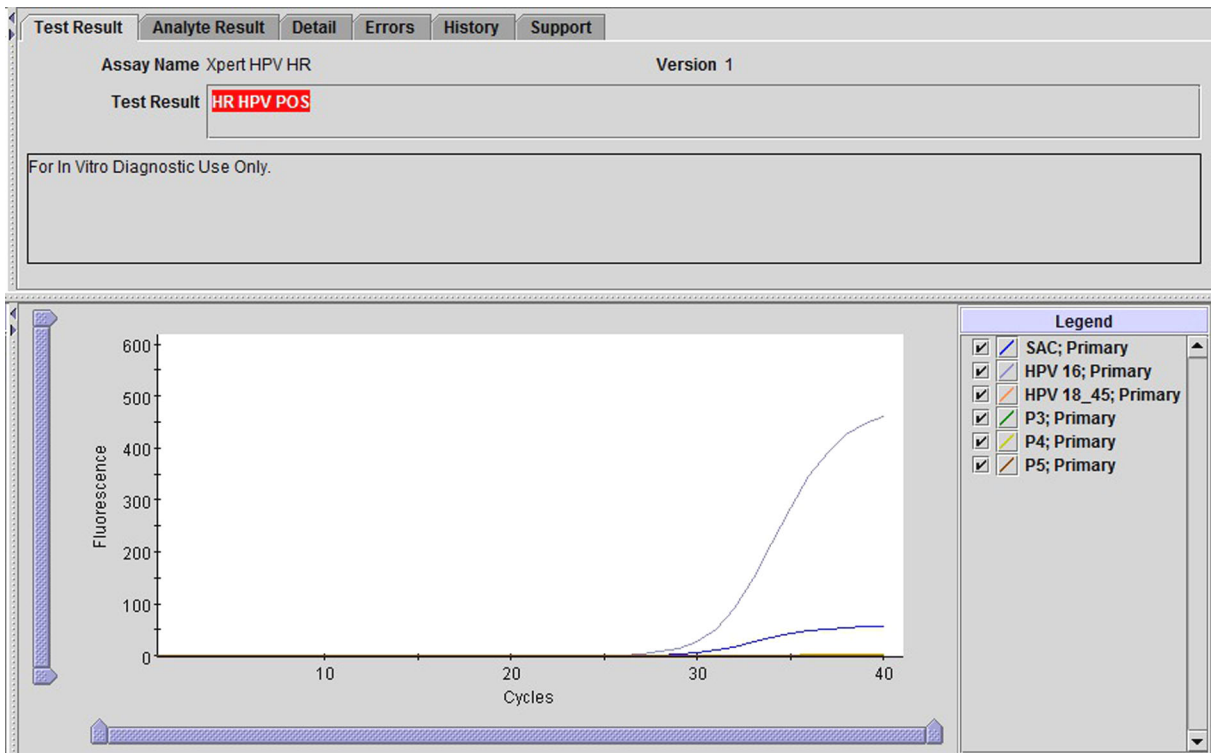 Test Result Analyte Result Detail Errors History Support
Assay Name Xpert HPV HR Version 1
Test Result HR HPV POS
For In Vitro Diagnostic Use Only.
Legend
SAC; Primary
HPV 16; Primary
HPV 18_45; Primary
P3; Primary
P4; Primary
P5; Primary
600
500
400
300
200
100
0
Fluorescence
10 20 30 40
Cycles